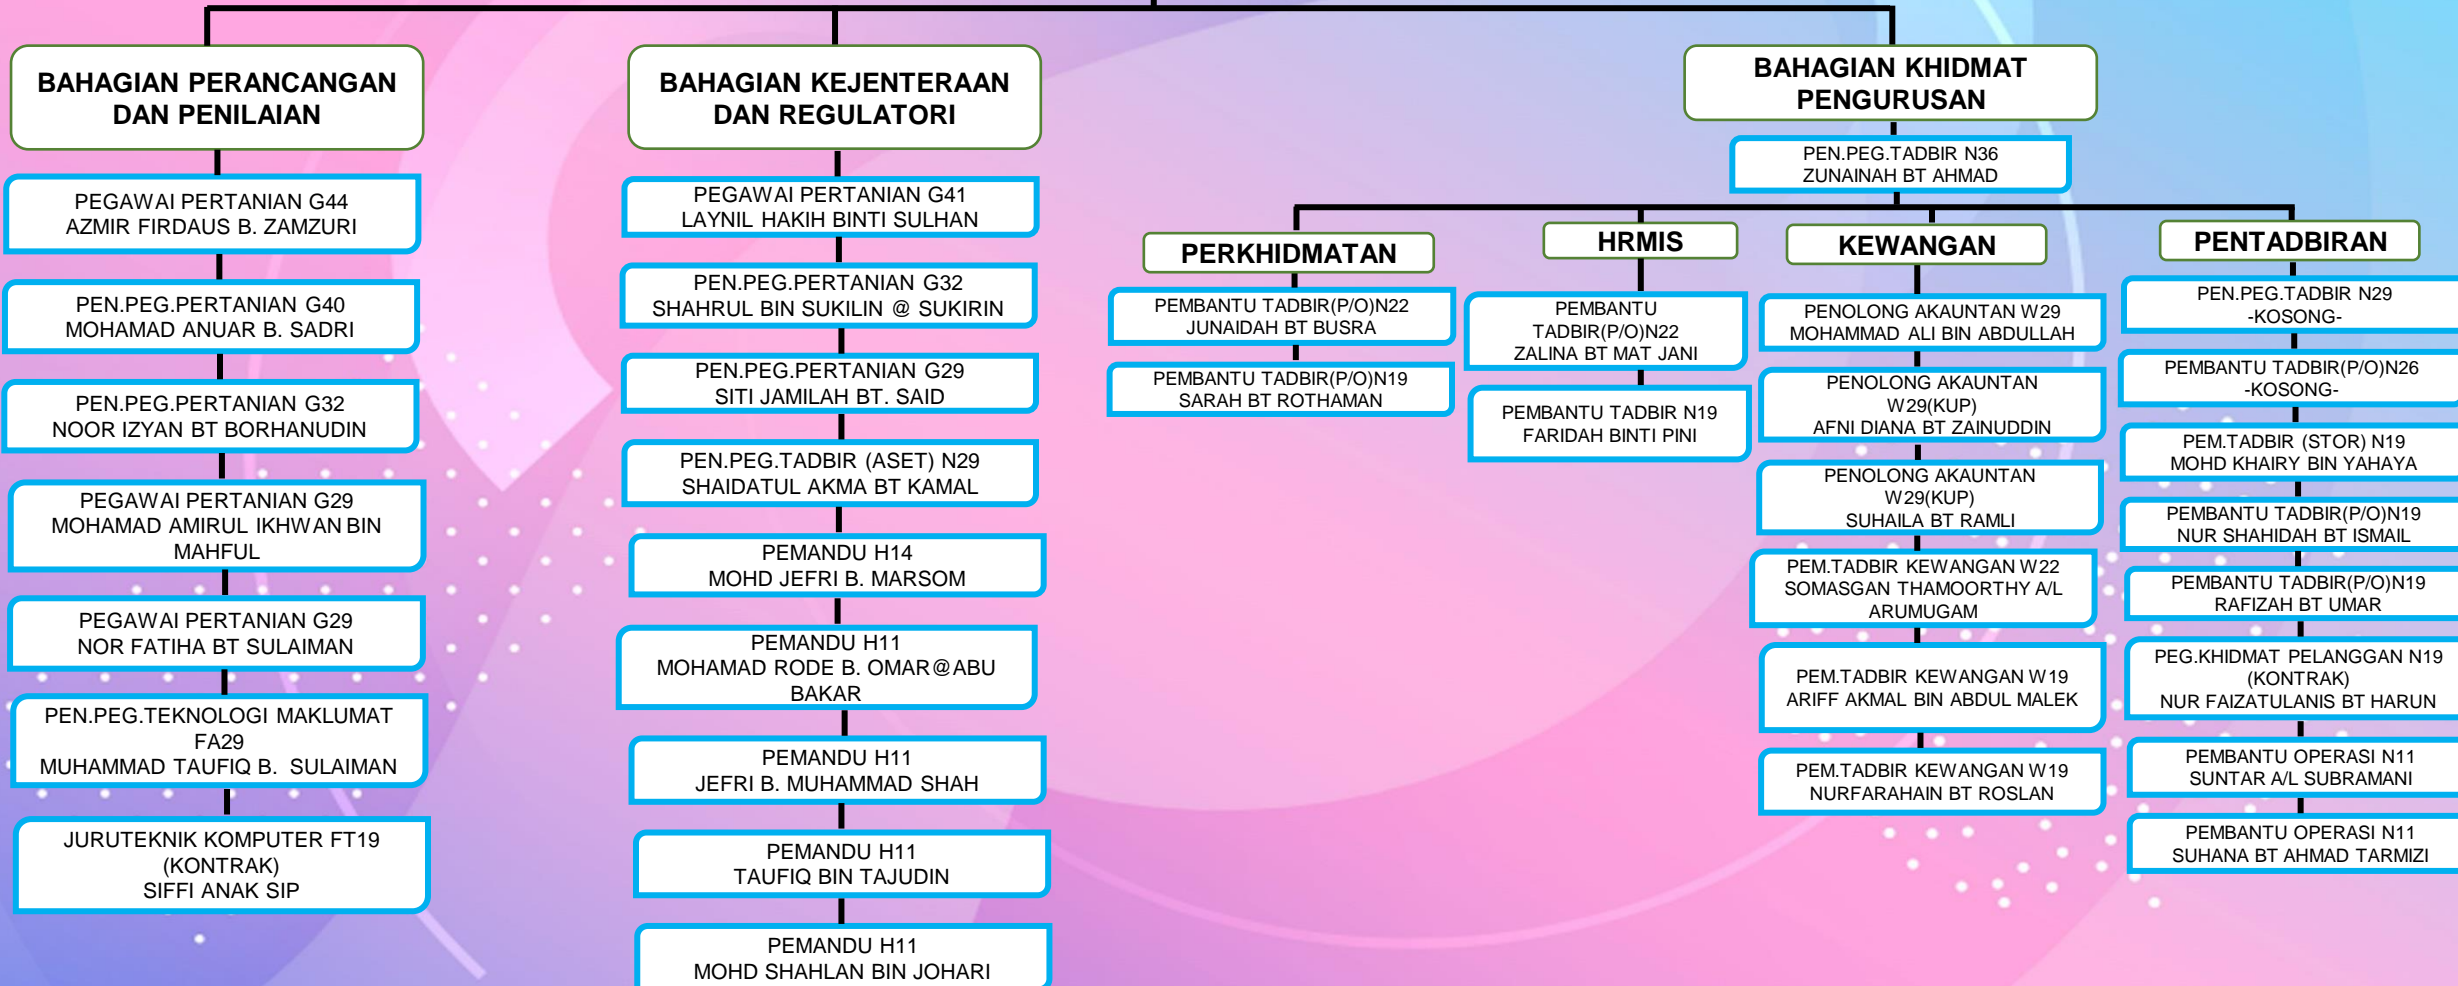 BAHAGIAN PERANCANGAN
DAN PENILAIAN
PEGAWAI PERTANIAN G44
AZMIR FIRDAUS B. ZAMZURI
PEN.PEG.PERTANIAN G40
MOHAMAD ANUAR B. SADRI
PEN.PEG.PERTANIAN G32
NOOR IZYAN BT BORHANUDIN
PEGAWAI PERTANIAN G29
MOHAMAD AMIRUL IKHWAN BIN
MAHFUL
PEGAWAI PERTANIAN G29
NOR FATIHA BT SULAIMAN
PEN.PEG.TEKNOLOGI MAKLUMAT
FA29
MUHAMMAD TAUFIQ B. SULAIMAN
JURUTEKNIK KOMPUTER FT19
(KONTRAK)
SIFFI ANAK SIP
BAHAGIAN KEJENTERAAN
DAN REGULATORI
PEGAWAI PERTANIAN G41
LAYNIL HAKIH BINTI SULHAN
PEN.PEG.PERTANIAN G32
SHAHRUL BIN SUKILIN @ SUKIRIN
PEN.PEG.PERTANIAN G29
SITI JAMILAH BT. SAID
PEN.PEG.TADBIR (ASET) N29
SHAIDATUL AKMA BT KAMAL
PEMANDU H14
MOHD JEFRI B. MARSOM
PEMANDU H11
MOHAMAD RODE B. OMAR@ABU
BAKAR
PEMANDU H11
JEFRI B. MUHAMMAD SHAH
PEMANDU H11
TAUFIQ BIN TAJUDIN
PEMANDU H11
MOHD SHAHLAN BIN JOHARI
BAHAGIAN KHIDMAT
PENGURUSAN
PEN.PEG.TADBIR N36
ZUNAINAH BT AHMAD
PERKHIDMATAN
PEMBANTU TADBIR(P/O)N22
JUNAIDAH BT BUSRA
PEMBANTU TADBIR(P/O)N19
SARAH BT ROTHAMAN
HRMIS
PEMBANTU
TADBIR(P/O)N22
ZALINA BT MAT JANI
PEMBANTU TADBIR N19
FARIDAH BINTI PINI
KEWANGAN
PENOLONG AKAUNTAN W29
MOHAMMAD ALI BIN ABDULLAH
PENOLONG AKAUNTAN
W29(KUP)
AFNI DIANA BT ZAINUDDIN
PENOLONG AKAUNTAN
W29(KUP)
SUHAILA BT RAMLI
PEM.TADBIR KEWANGAN W22
SOMASGAN THAMOORTHY A/L
ARUMUGAM
PEM.TADBIR KEWANGAN W19
ARIFF AKMAL BIN ABDUL MALEK
PEM.TADBIR KEWANGAN W19
NURFARAHAIN BT ROSLAN
PENTADBIRAN
PEN.PEG.TADBIR N29
-KOSONG-
PEMBANTU TADBIR(P/O)N26
-KOSONG-
PEM.TADBIR (STOR) N19
MOHD KHAIRY BIN YAHAYA
PEMBANTU TADBIR(P/O)N19
NUR SHAHIDAH BT ISMAIL
PEMBANTU TADBIR(P/O)N19
RAFIZAH BT UMAR
PEG.KHIDMAT PELANGGAN N19
(KONTRAK)
NUR FAIZATULANIS BT HARUN
PEMBANTU OPERASI N11
SUNTAR A/L SUBRAMANI
PEMBANTU OPERASI N11
SUHANA BT AHMAD TARMIZI